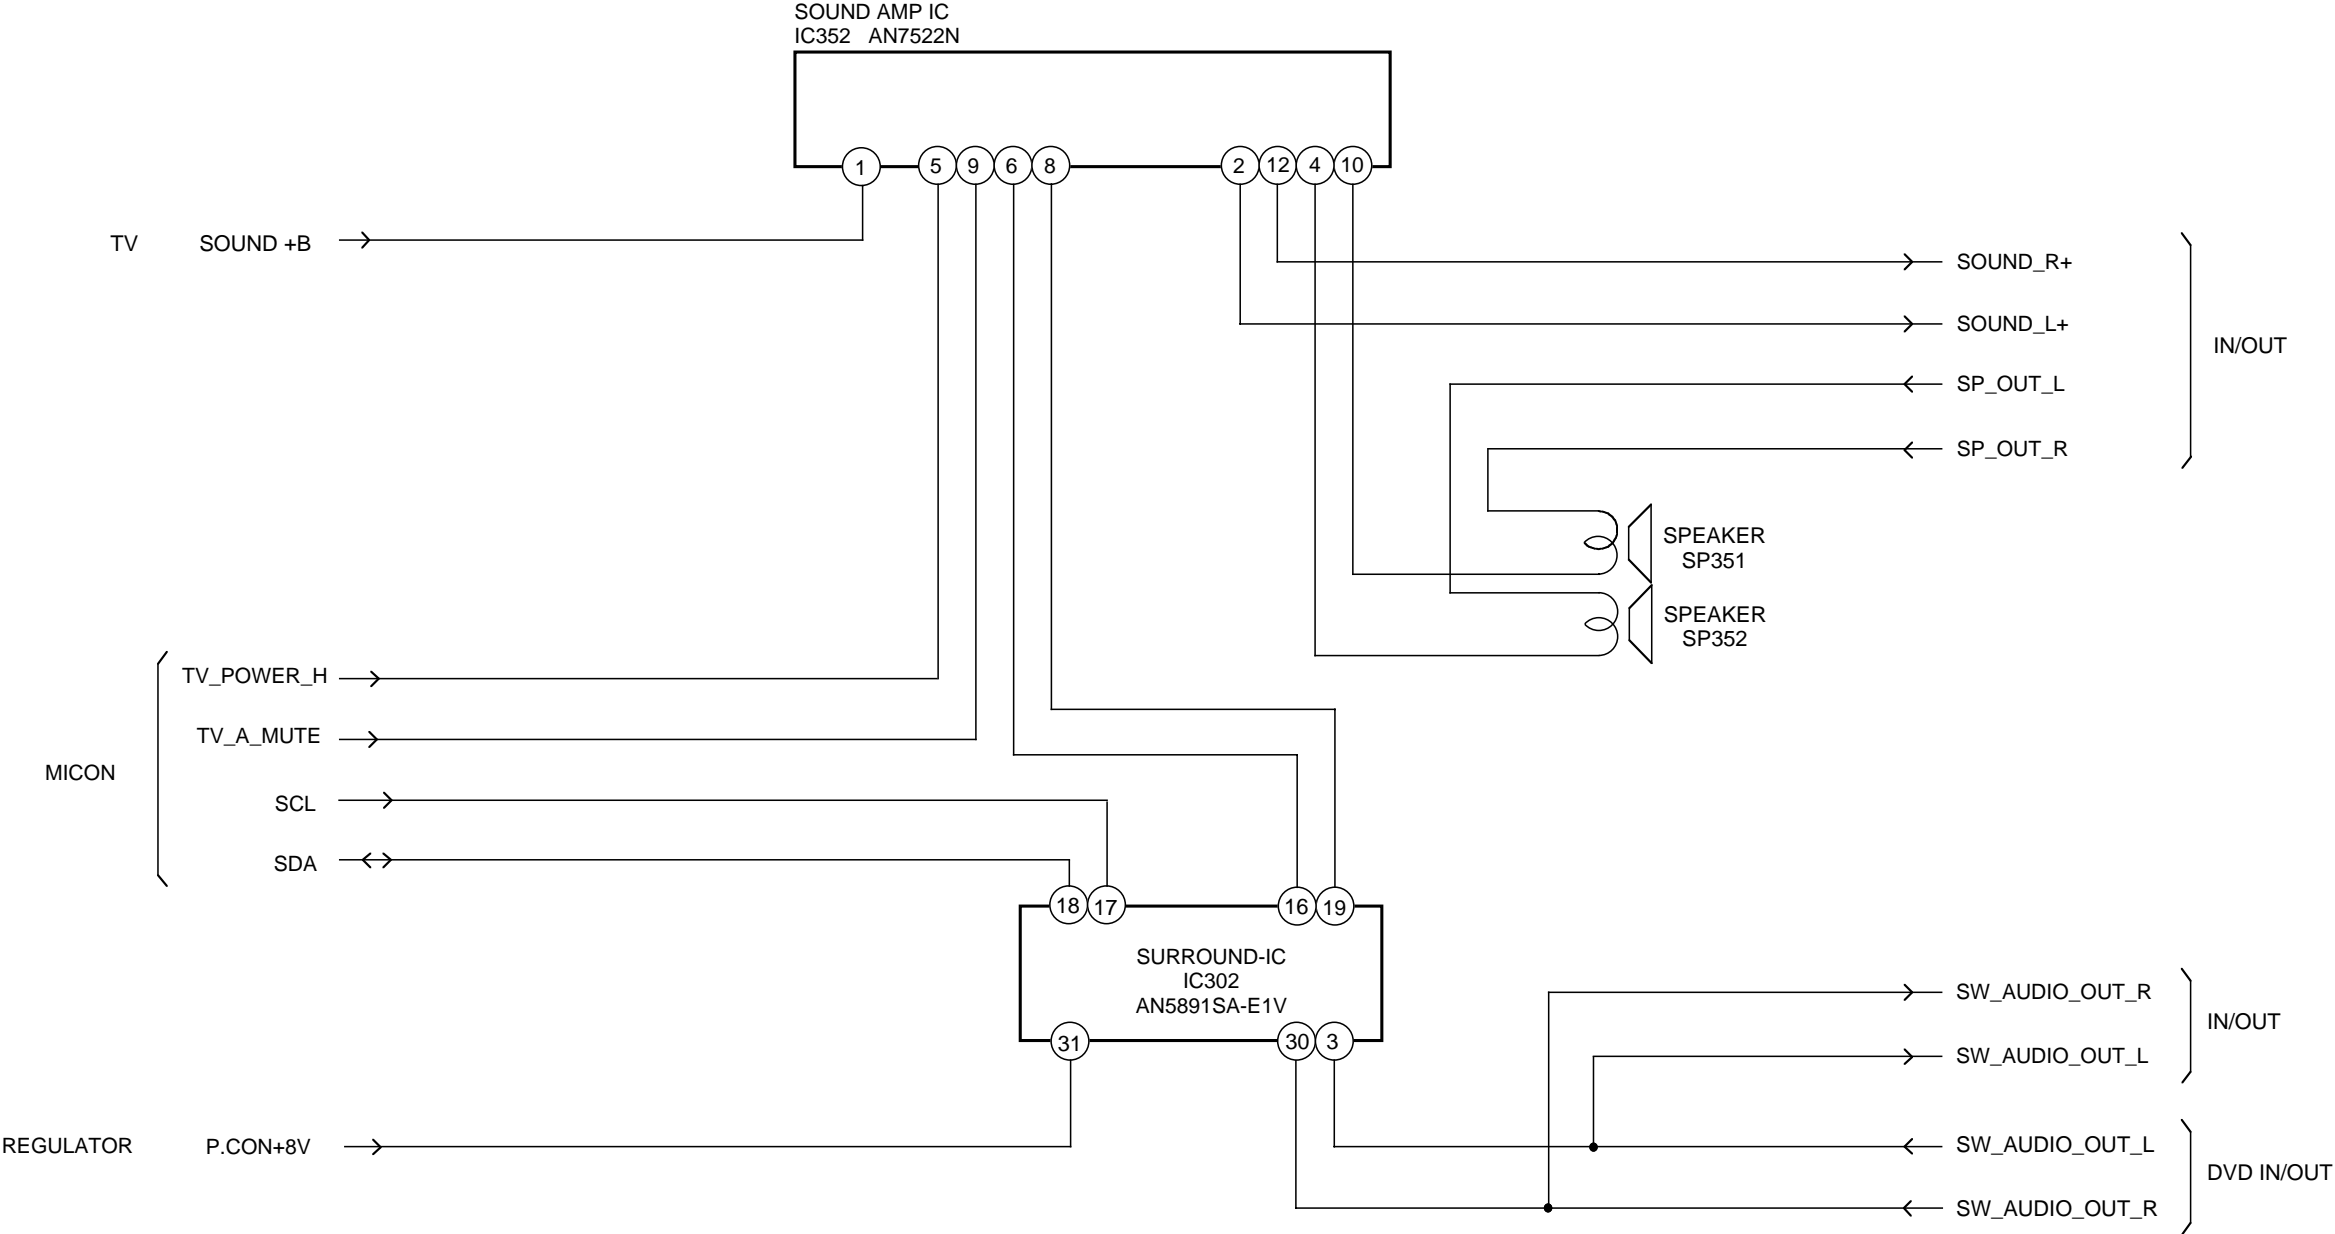 SOUND AMP IC
IC352 AN7522N
1
5
9
6
8
2
12
4
10
TV
SOUND +B
SOUND_R+
SOUND_L+
IN/OUT
SP_OUT_L
SP_OUT_R
SPEAKER
SP351
SPEAKER
SP352
TV_POWER_H
TV_A_MUTE
MICON
SCL
SDA
18
17
16
19
SURROUND-IC
IC302
AN5891SA-E1V
31
30
3
SW_AUDIO_OUT_R
IN/OUT
SW_AUDIO_OUT_L
REGULATOR
P.CON+8V
SW_AUDIO_OUT_L
DVD IN/OUT
SW_AUDIO_OUT_R